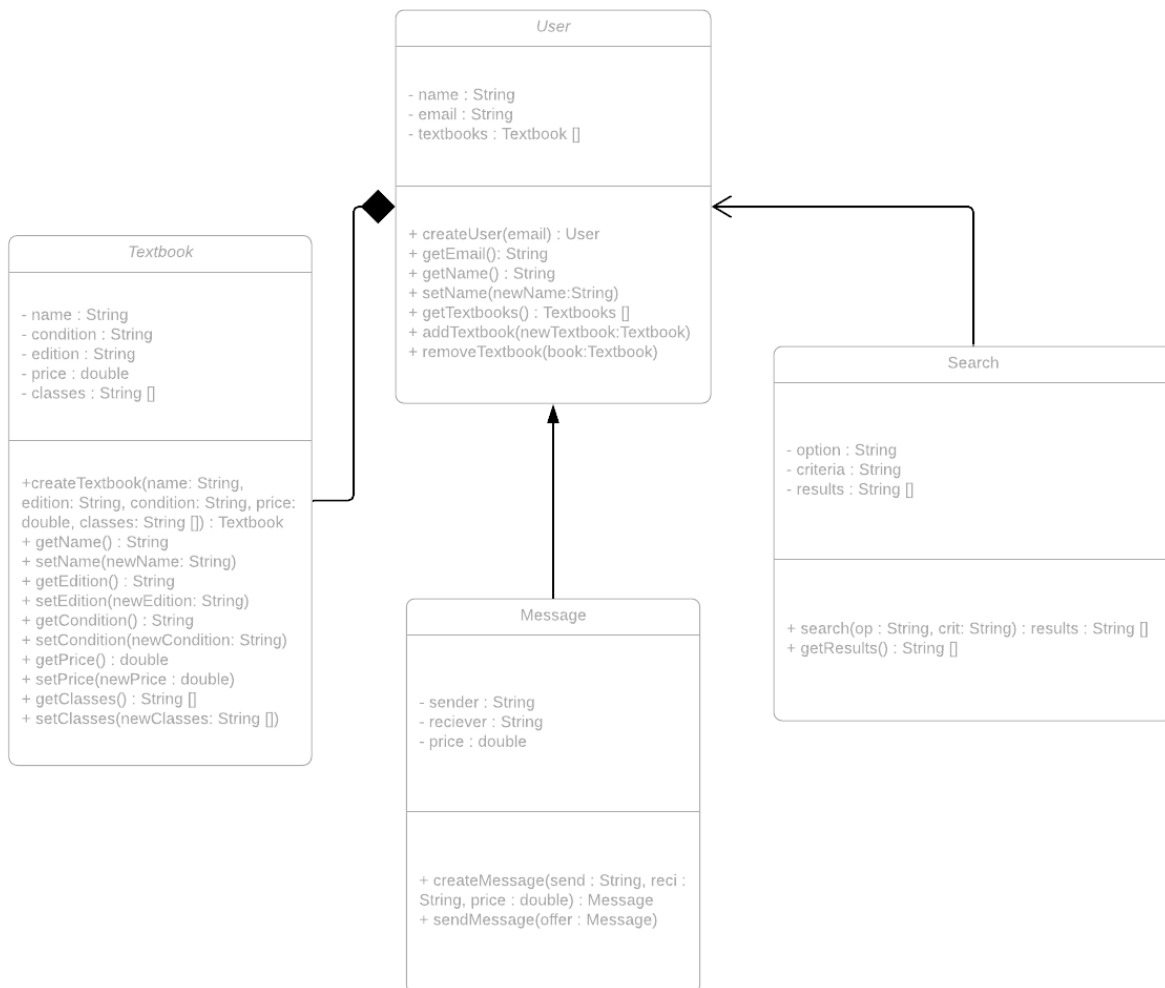 User
- name : String
- email : String
- textbooks : Textbook []
+ createUser(email) : User
+ getEmail(): String
+ getName() : String
+ setName(newName:String)
+ getTextbooks() : Textbooks []
+ addTextbook(newTextbook:Textbook)
+ removeTextbook(book:Textbook)
Textbook
- name : String
- condition : String
- edition : String
- price : double
- classes : String []
+createTextbook(name: String,
edition: String, condition: String, price:
double, classes: String []) : Textbook
+ getName() : String
+ setName(newName: String)
+ getEdition() : String
+ setEdition(newEdition: String)
+ getCondition() : String
+ setCondition(newCondition: String)
+ getPrice() : double
+ setPrice(newPrice : double)
+ getClasses() : String []
+ setClasses(newClasses: String [])
Search
- option : String
- criteria : String
- results : String []
+ search(op : String, crit: String) : results : String []
+ getResults() : String []
Message
- sender : String
- reciever : String
- price : double
+ createMessage(send : String, reci :
String, price : double) : Message
+ sendMessage(offer : Message)